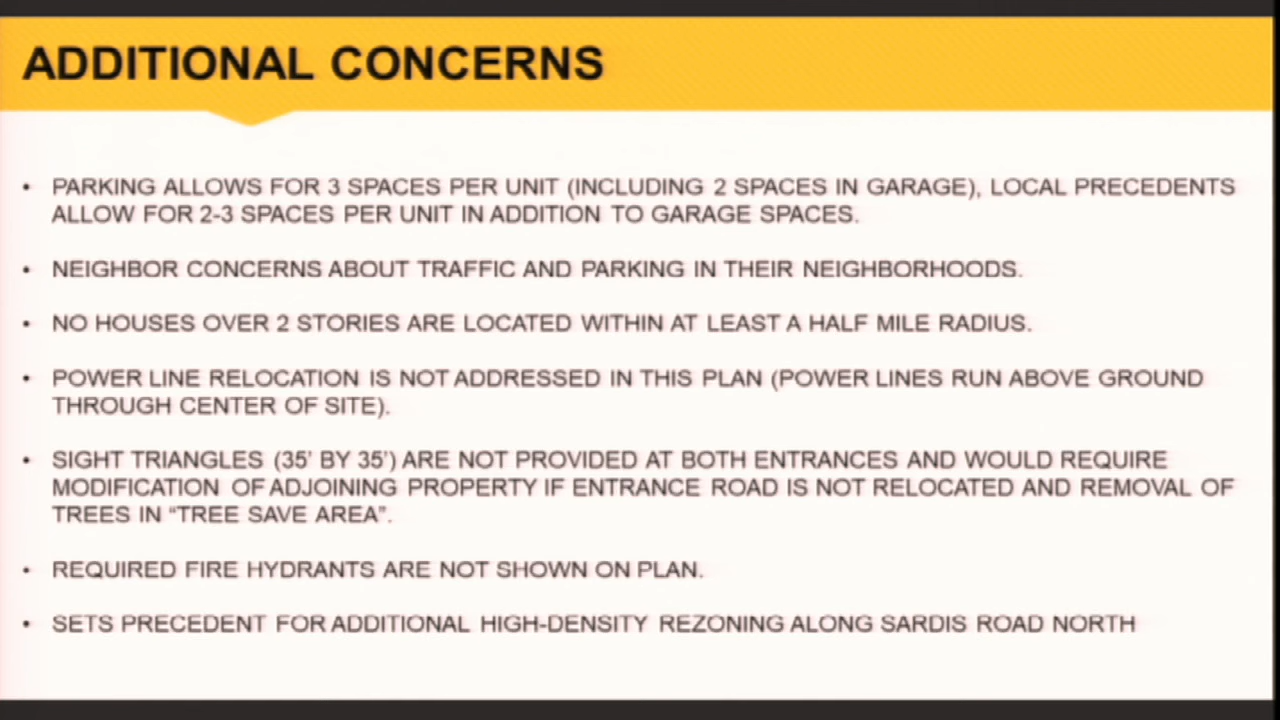 ADDITIONAL CONCERNS
• PARKING ALLOWS FOR 3 SPACES PER UNIT (INCLUDING 2 SPACES IN GARAGE), LOCAL PRECEDENTS
ALLOW FOR 2-3 SPACES PER UNIT IN ADDITION TO GARAGE SPACES.
• NEIGHBOR CONCERNS ABOUT TRAFFIC AND PARKING IN THEIR NEIGHBORHOODS.
• NO HOUSES OVER 2 STORIES ARE LOCATED WITHIN AT LEAST A HALF MILE RADIUS.
• POWER LINE RELOCATION IS NOT ADDRESSED IN THIS PLAN (POWER LINES RUN ABOVE GROUND
THROUGH CENTER OF SITE).
• SIGHT TRIANGLES (35' BY 35') ARE NOT PROVIDED AT BOTH ENTRANCES AND WOULD REQUIRE
MODIFICATION OF ADJOINING PROPERTY IF ENTRANCE ROAD IS NOT RELOCATED AND REMOVAL OF
TREES IN “TREE SAVE AREA”.
• REQUIRED FIRE HYDRANTS ARE NOT SHOWN ON PLAN.
• SETS PRECEDENT FOR ADDITIONAL HIGH-DENSITY REZONING ALONG SARDIS ROAD NORTH